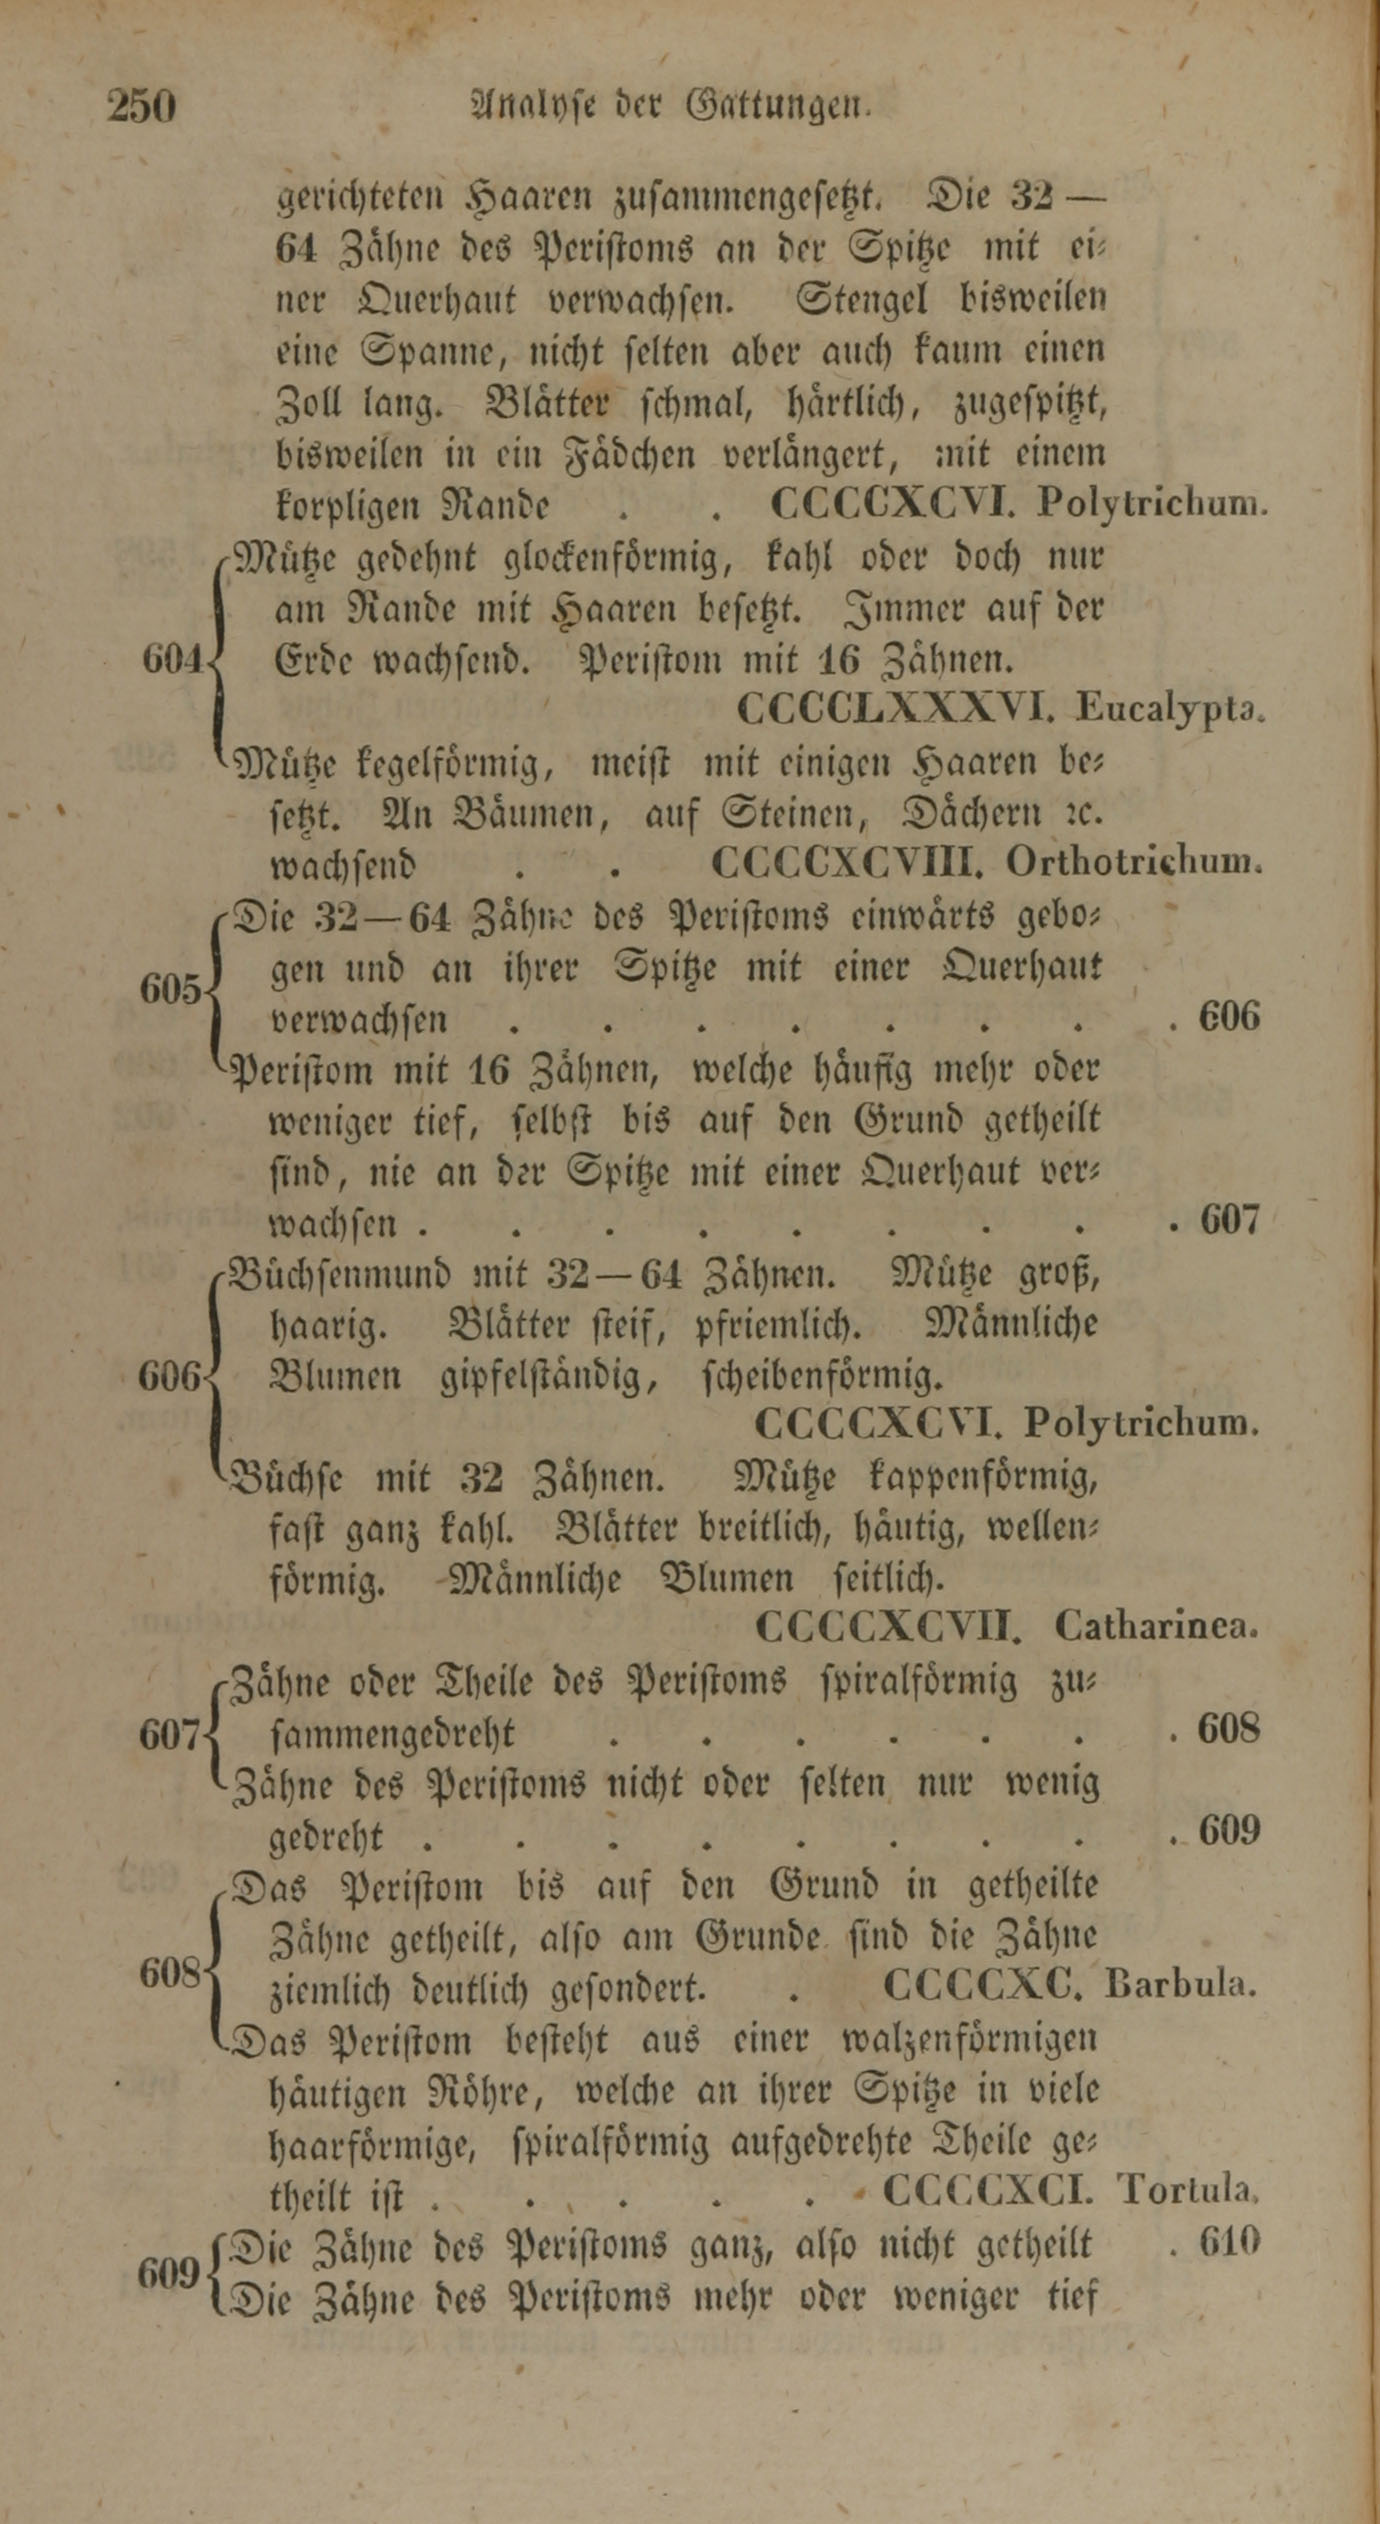 250 Analyse der Gattungen.
gerichteten Haaren zusammengesetzt. Die 32 —
64 Zähne des Peristoms an der Spitze mit ei-
ner Querhaut verwachsen. Stengel bisweilen
eine Spanne, nicht selten aber auch kaum einen
Zoll lang. Blätter schmal, härtlich, zugespitzt,
bisweilen in ein Fädchen verlängert, mit einem
korpligen Rande . . CCCCXCVI. Polytrichum.
Mütze gedehnt glockenförmig, kahl oder doch nur
am Rande mit Haaren besetzt. Immer auf der
604 Erde wachsend. Peristom mit 16 Zähnen.
CCCCLXXXVI. Eucalypta.
Mütze kegelförmig, meist mit einigen Haaren be-
setzt. An Bäumen, auf Steinen, Dächern ꝛc.
wachsend . . CCCCXCVIII. Orthotrichum.
Die 32—64 Zähne des Peristoms einwärts gebo-
605 gen und an ihrer Spitze mit einer Querhaut
verwachsen . . . . . . . . 606
Peristom mit 16 Zähnen, welche häufig mehr oder
weniger tief, selbst bis auf den Grund getheilt
sind, nie an der Spitze mit einer Querhaut ver-
wachsen . . . . . . . . . 607
Büchsenmund mit 32—64 Zähnen. Mütze groß,
haarig. Blätter steif, pfriemlich. Männliche
606 Blumen gipfelständig, scheibenförmig.
CCCCXCVI. Polytrichum.
Büchse mit 32 Zähnen. Mütze kappenförmig,
fast ganz kahl. Blätter breitlich, häutig, wellen-
förmig. Männliche Blumen seitlich.
CCCCXCVII. Catharinea.
Zähne oder Theile des Peristoms spiralförmig zu-
607 sammengedreht . . . . . . . 608
Zähne des Peristoms nicht oder selten nur wenig
gedreht . . . . . . . . . 609
Das Peristom bis auf den Grund in getheilte
Zähne getheilt, also am Grunde sind die Zähne
608 ziemlich deutlich gesondert. . CCCCXC. Barbula.
Das Peristom besteht aus einer walzenförmigen
häutigen Röhre, welche an ihrer Spitze in viele
haarförmige, spiralförmig aufgedrehte Theile ge-
theilt ist . . . . . CCCCXCI. Tortula.
609 Die Zähne des Peristoms ganz, also nicht getheilt . 610
Die Zähne des Peristoms mehr oder weniger tief